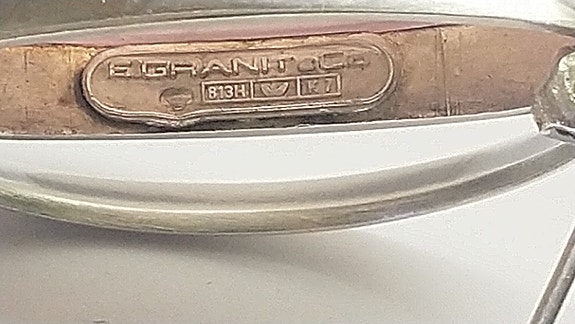 E.GRANIT & Co
813H K7